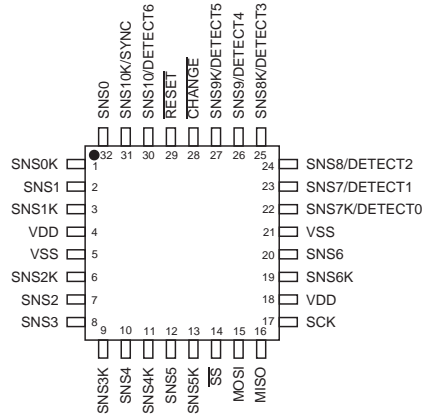 SNS0
SNS10K/SYNC
SNS10/DETECT6
RESET
CHANGE
SNS9K/DETECT5
SNS9/DETECT4
SNS8K/DETECT3
32 31 30 29 28 27 26 25
SNS0K 1
SNS1 2
SNS1K 3
VDD 4
VSS 5
SNS2K 6
SNS2 7
SNS3 8
24 SNS8/DETECT2
23 SNS7/DETECT1
22 SNS7K/DETECT0
21 VSS
20 SNS6
19 SNS6K
18 VDD
17 SCK
9 10 11 12 13 14 15 16
SNS3K
SNS4
SNS4K
SNS5
SNS5K
SS
MOSI
MISO